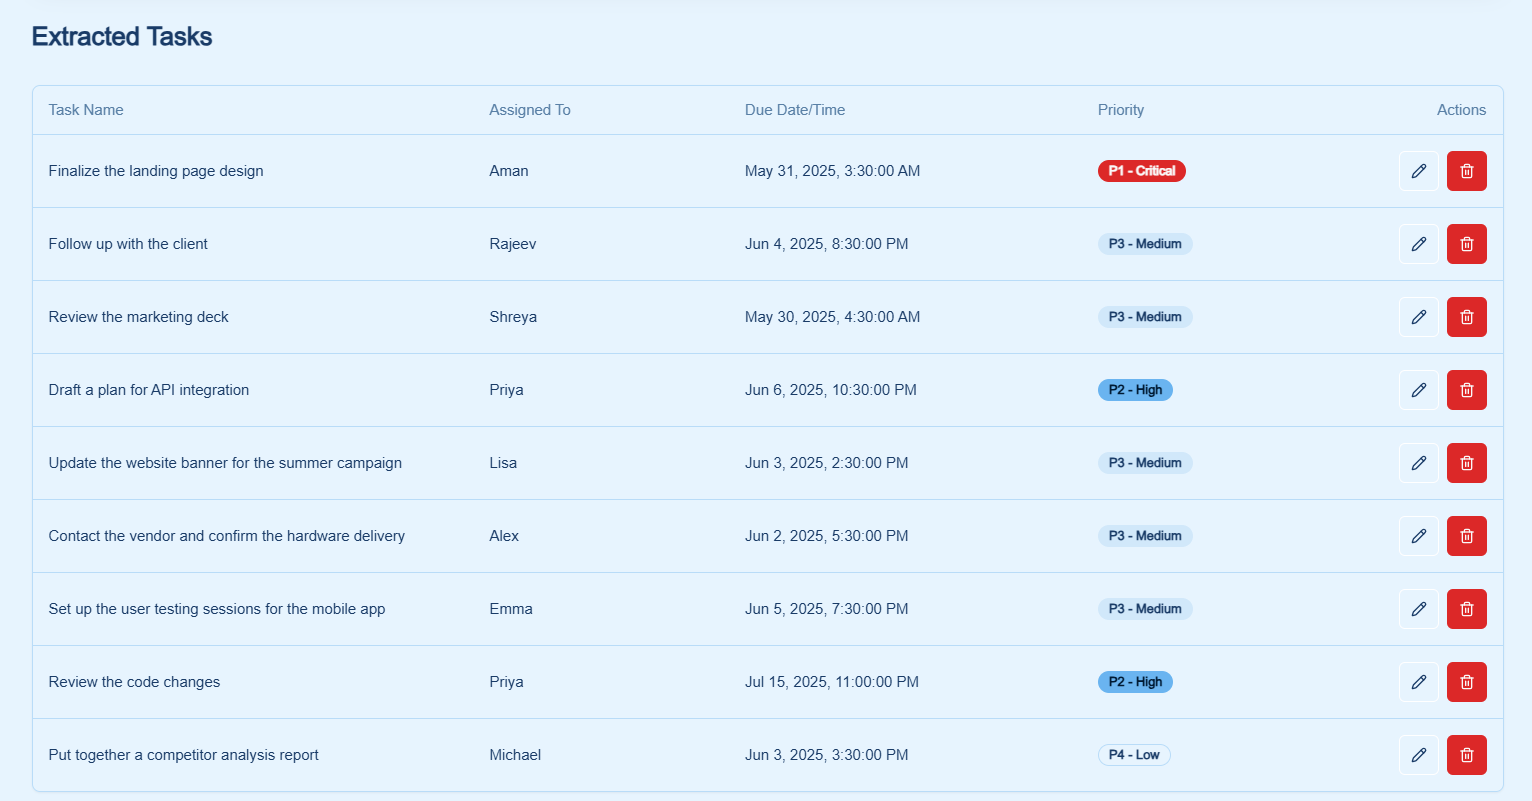 Extracted Tasks
Task Name Assigned To Due Date/Time Priority Actions
Finalize the landing page design Aman May 31, 2025, 3:30:00 AM P1 - Critical
Follow up with the client Rajeev Jun 4, 2025, 8:30:00 PM P3 - Medium
Review the marketing deck Shreya May 30, 2025, 4:30:00 AM P3 - Medium
Draft a plan for API integration Priya Jun 6, 2025, 10:30:00 PM P2 - High
Update the website banner for the summer campaign Lisa Jun 3, 2025, 2:30:00 PM P3 - Medium
Contact the vendor and confirm the hardware delivery Alex Jun 2, 2025, 5:30:00 PM P3 - Medium
Set up the user testing sessions for the mobile app Emma Jun 5, 2025, 7:30:00 PM P3 - Medium
Review the code changes Priya Jul 15, 2025, 11:00:00 PM P2 - High
Put together a competitor analysis report Michael Jun 3, 2025, 3:30:00 PM P4 - Low